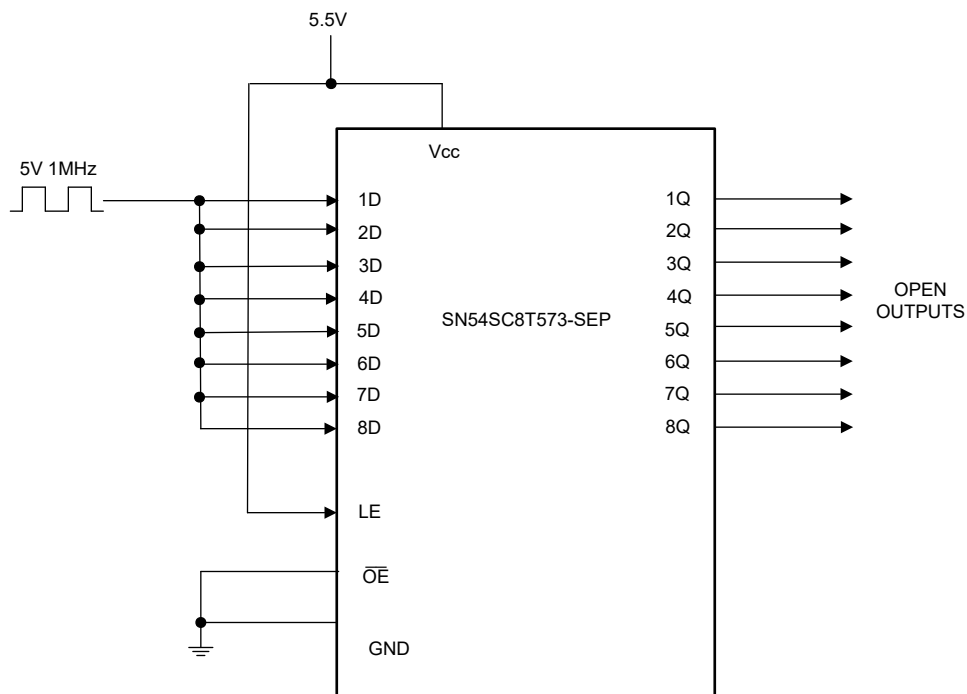 5.5V
Vcc
5V 1MHz
1D
2D
3D
4D
5D
6D
7D
8D
LE
OE
GND
SN54SC8T573-SEP
1Q
2Q
3Q
4Q
5Q
6Q
7Q
8Q
OPEN
OUTPUTS